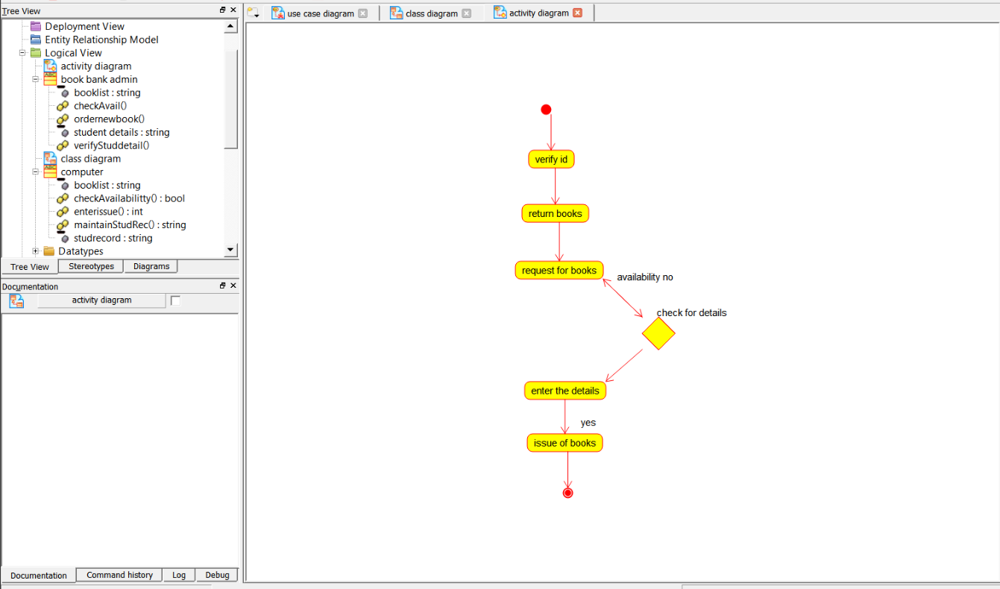 Tree View
use case diagram
class diagram
activity diagram
Deployment View
Entity Relationship Model
Logical View
activity diagram
book bank admin
booklist : string
checkAvail()
ordernewbook()
student details : string
verifyStuddetail()
class diagram
computer
booklist : string
checkAvailabilitty() : bool
enterissue() : int
maintainStudRec() : string
studrecord : string
Datatypes
Tree View
Stereotypes
Diagrams
Documentation
activity diagram
Documentation
Command history
Log
Debug
verify id
return books
request for books
availability no
check for details
enter the details
yes
issue of books